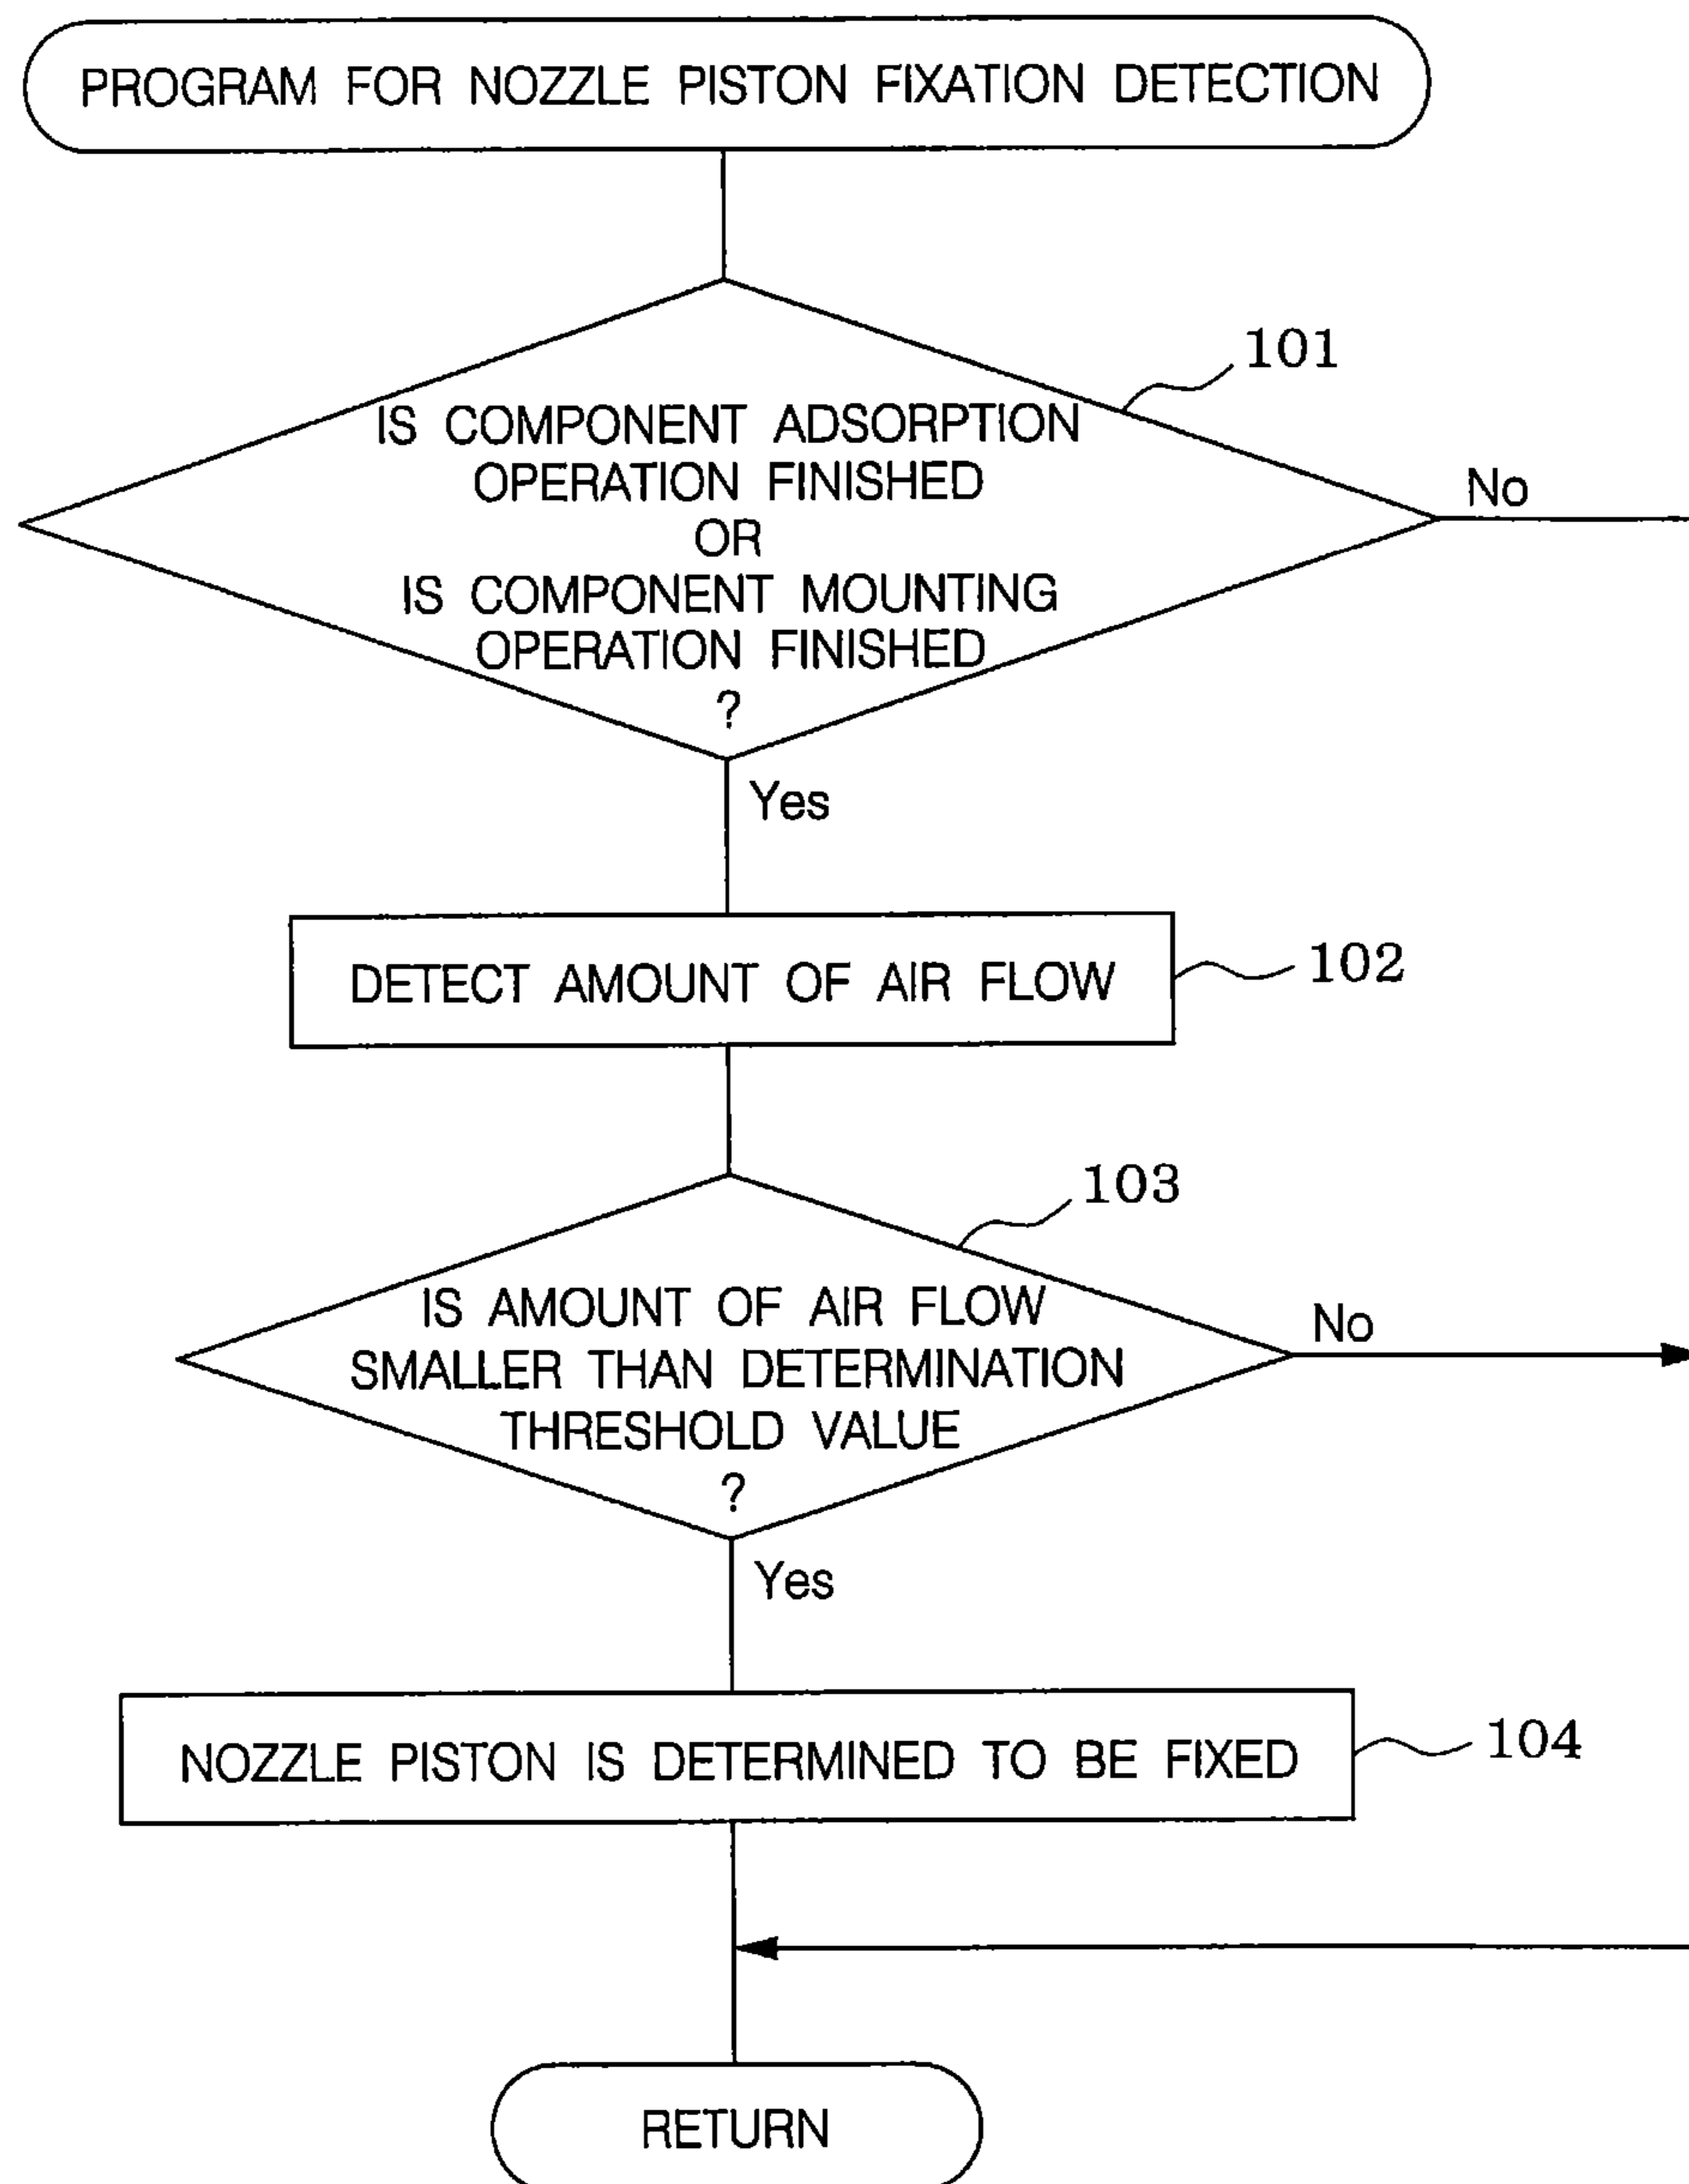 PROGRAM FOR NOZZLE PISTON FIXATION DETECTION
101
IS COMPONENT ADSORPTION
OPERATION FINISHED
OR
IS COMPONENT MOUNTING
OPERATION FINISHED
?
No
Yes
DETECT AMOUNT OF AIR FLOW
102
103
IS AMOUNT OF AIR FLOW
SMALLER THAN DETERMINATION
THRESHOLD VALUE
?
No
Yes
NOZZLE PISTON IS DETERMINED TO BE FIXED
104
RETURN